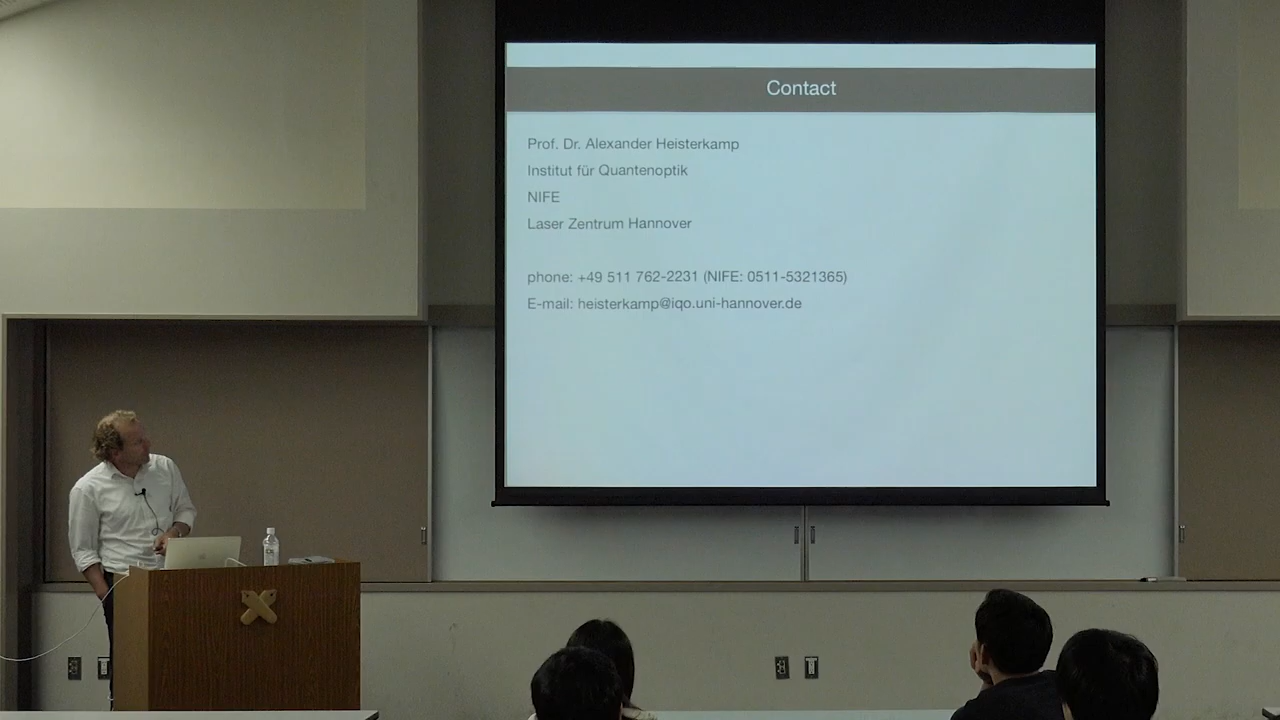 Contact
Prof. Dr. Alexander Heisterkamp
Institut für Quantenoptik
NIFE
Laser Zentrum Hannover
phone: +49 511 762-2231 (NIFE: 0511-5321365)
E-mail: heisterkamp@iqo.uni-hannover.de